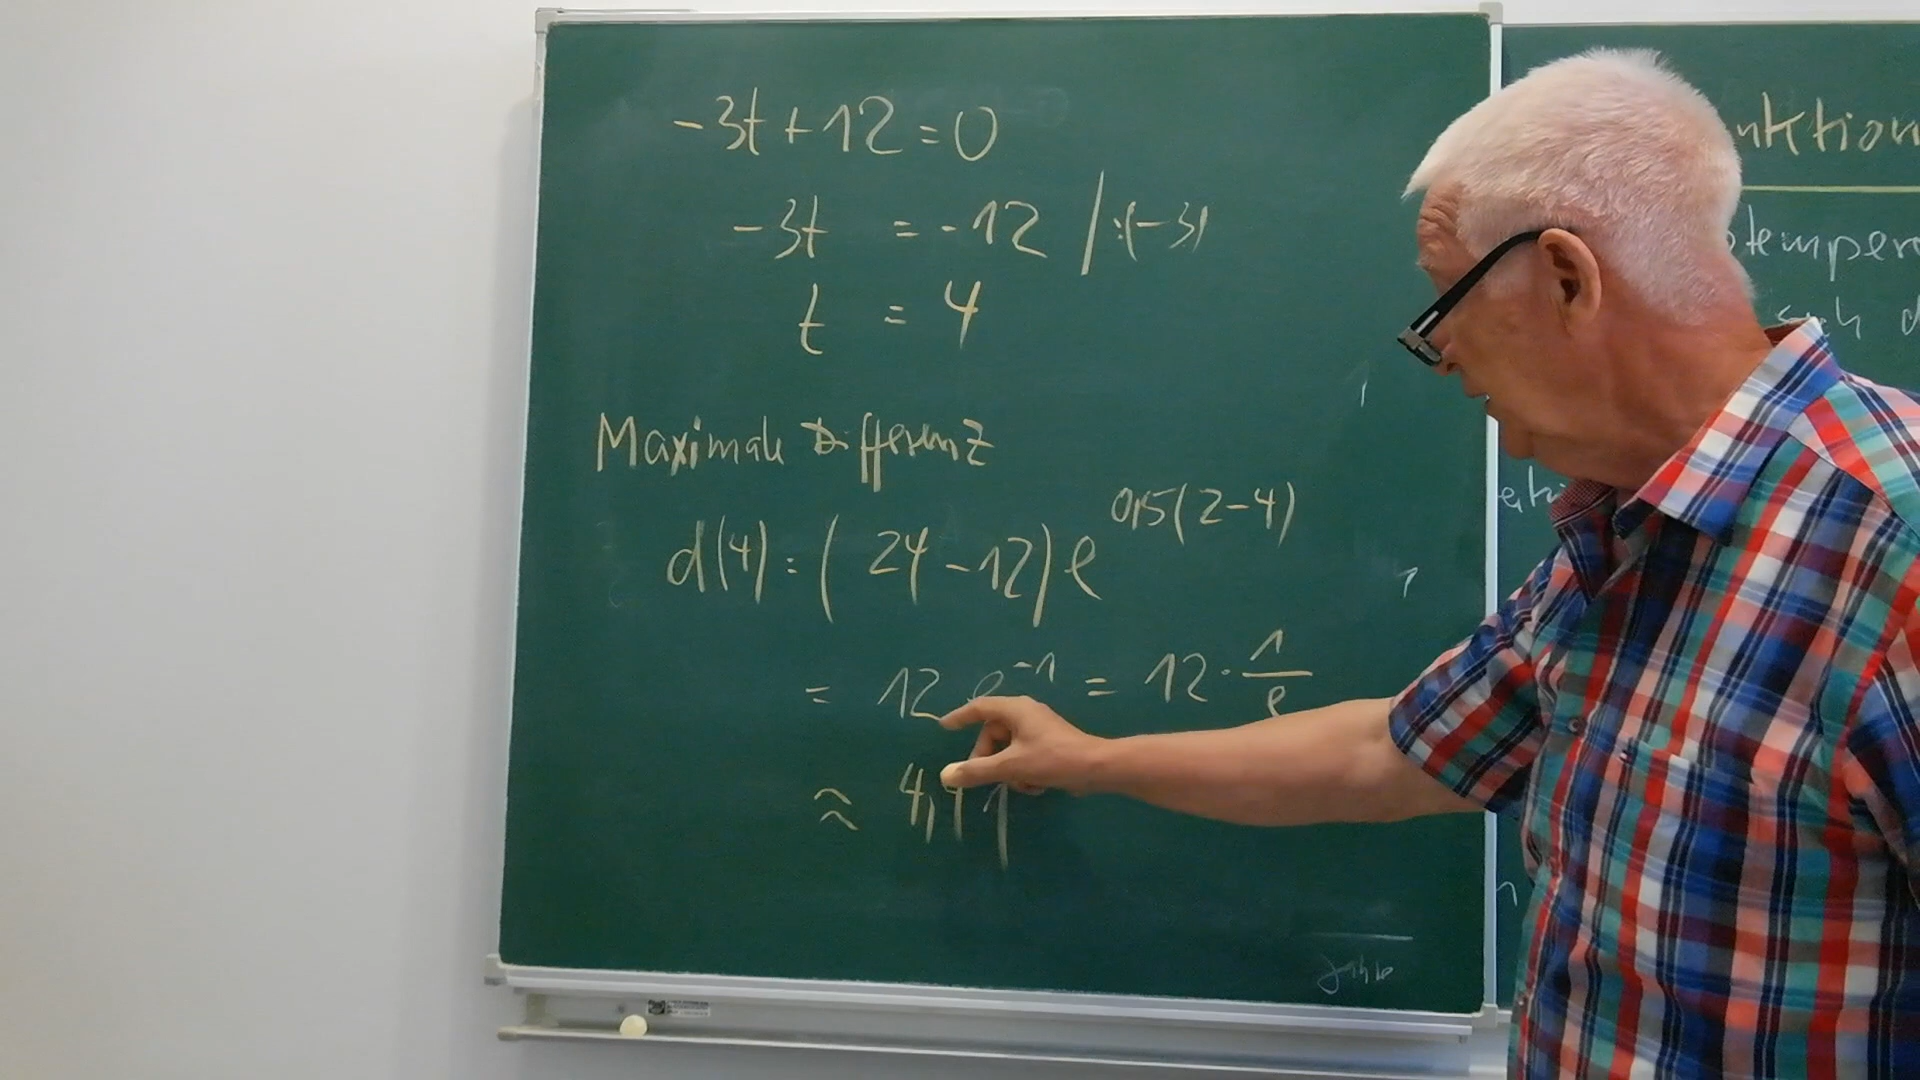 -3t+12=0
-3t = -12 | :(-3)
t = 4
Maximale Differenz
d(4) = (24-12) e^0,5(2-4)
= 12 e^-1 = 12 · 1/e
≈ 4,41
nktion